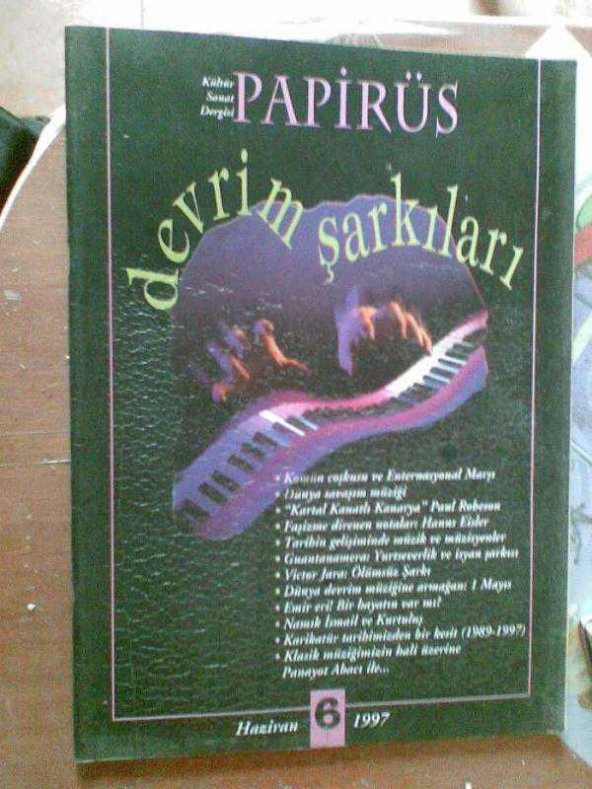 Kültür
Sanat
Dergisi
PAPİRÜS
devrim şarkıları
• Komün coşkusu ve Enternasyonal Marşı
• Dünya savaşım müziği
• "Kartal Kanatlı Kanarya" Paul Robeson
• Faşizme direnen notalar: Hanns Eisler
• Tarihin gelişiminde müzik ve müzisyenler
• Guantanamera: Yurtseverlik ve isyan şarkısı
• Victor Jara: Ölümsüz Şarkı
• Dünya devrim müziğine armağan: 1 Mayıs
• Emir eri! Bir hayatın var mı?
• Namık İsmail ve Kurtuluş
• Karikatür tarihimizden bir kesit (1989-1997)
• Klasik müziğimizin hali üzerine
Panayot Abacı ile...
Haziran 6 1997